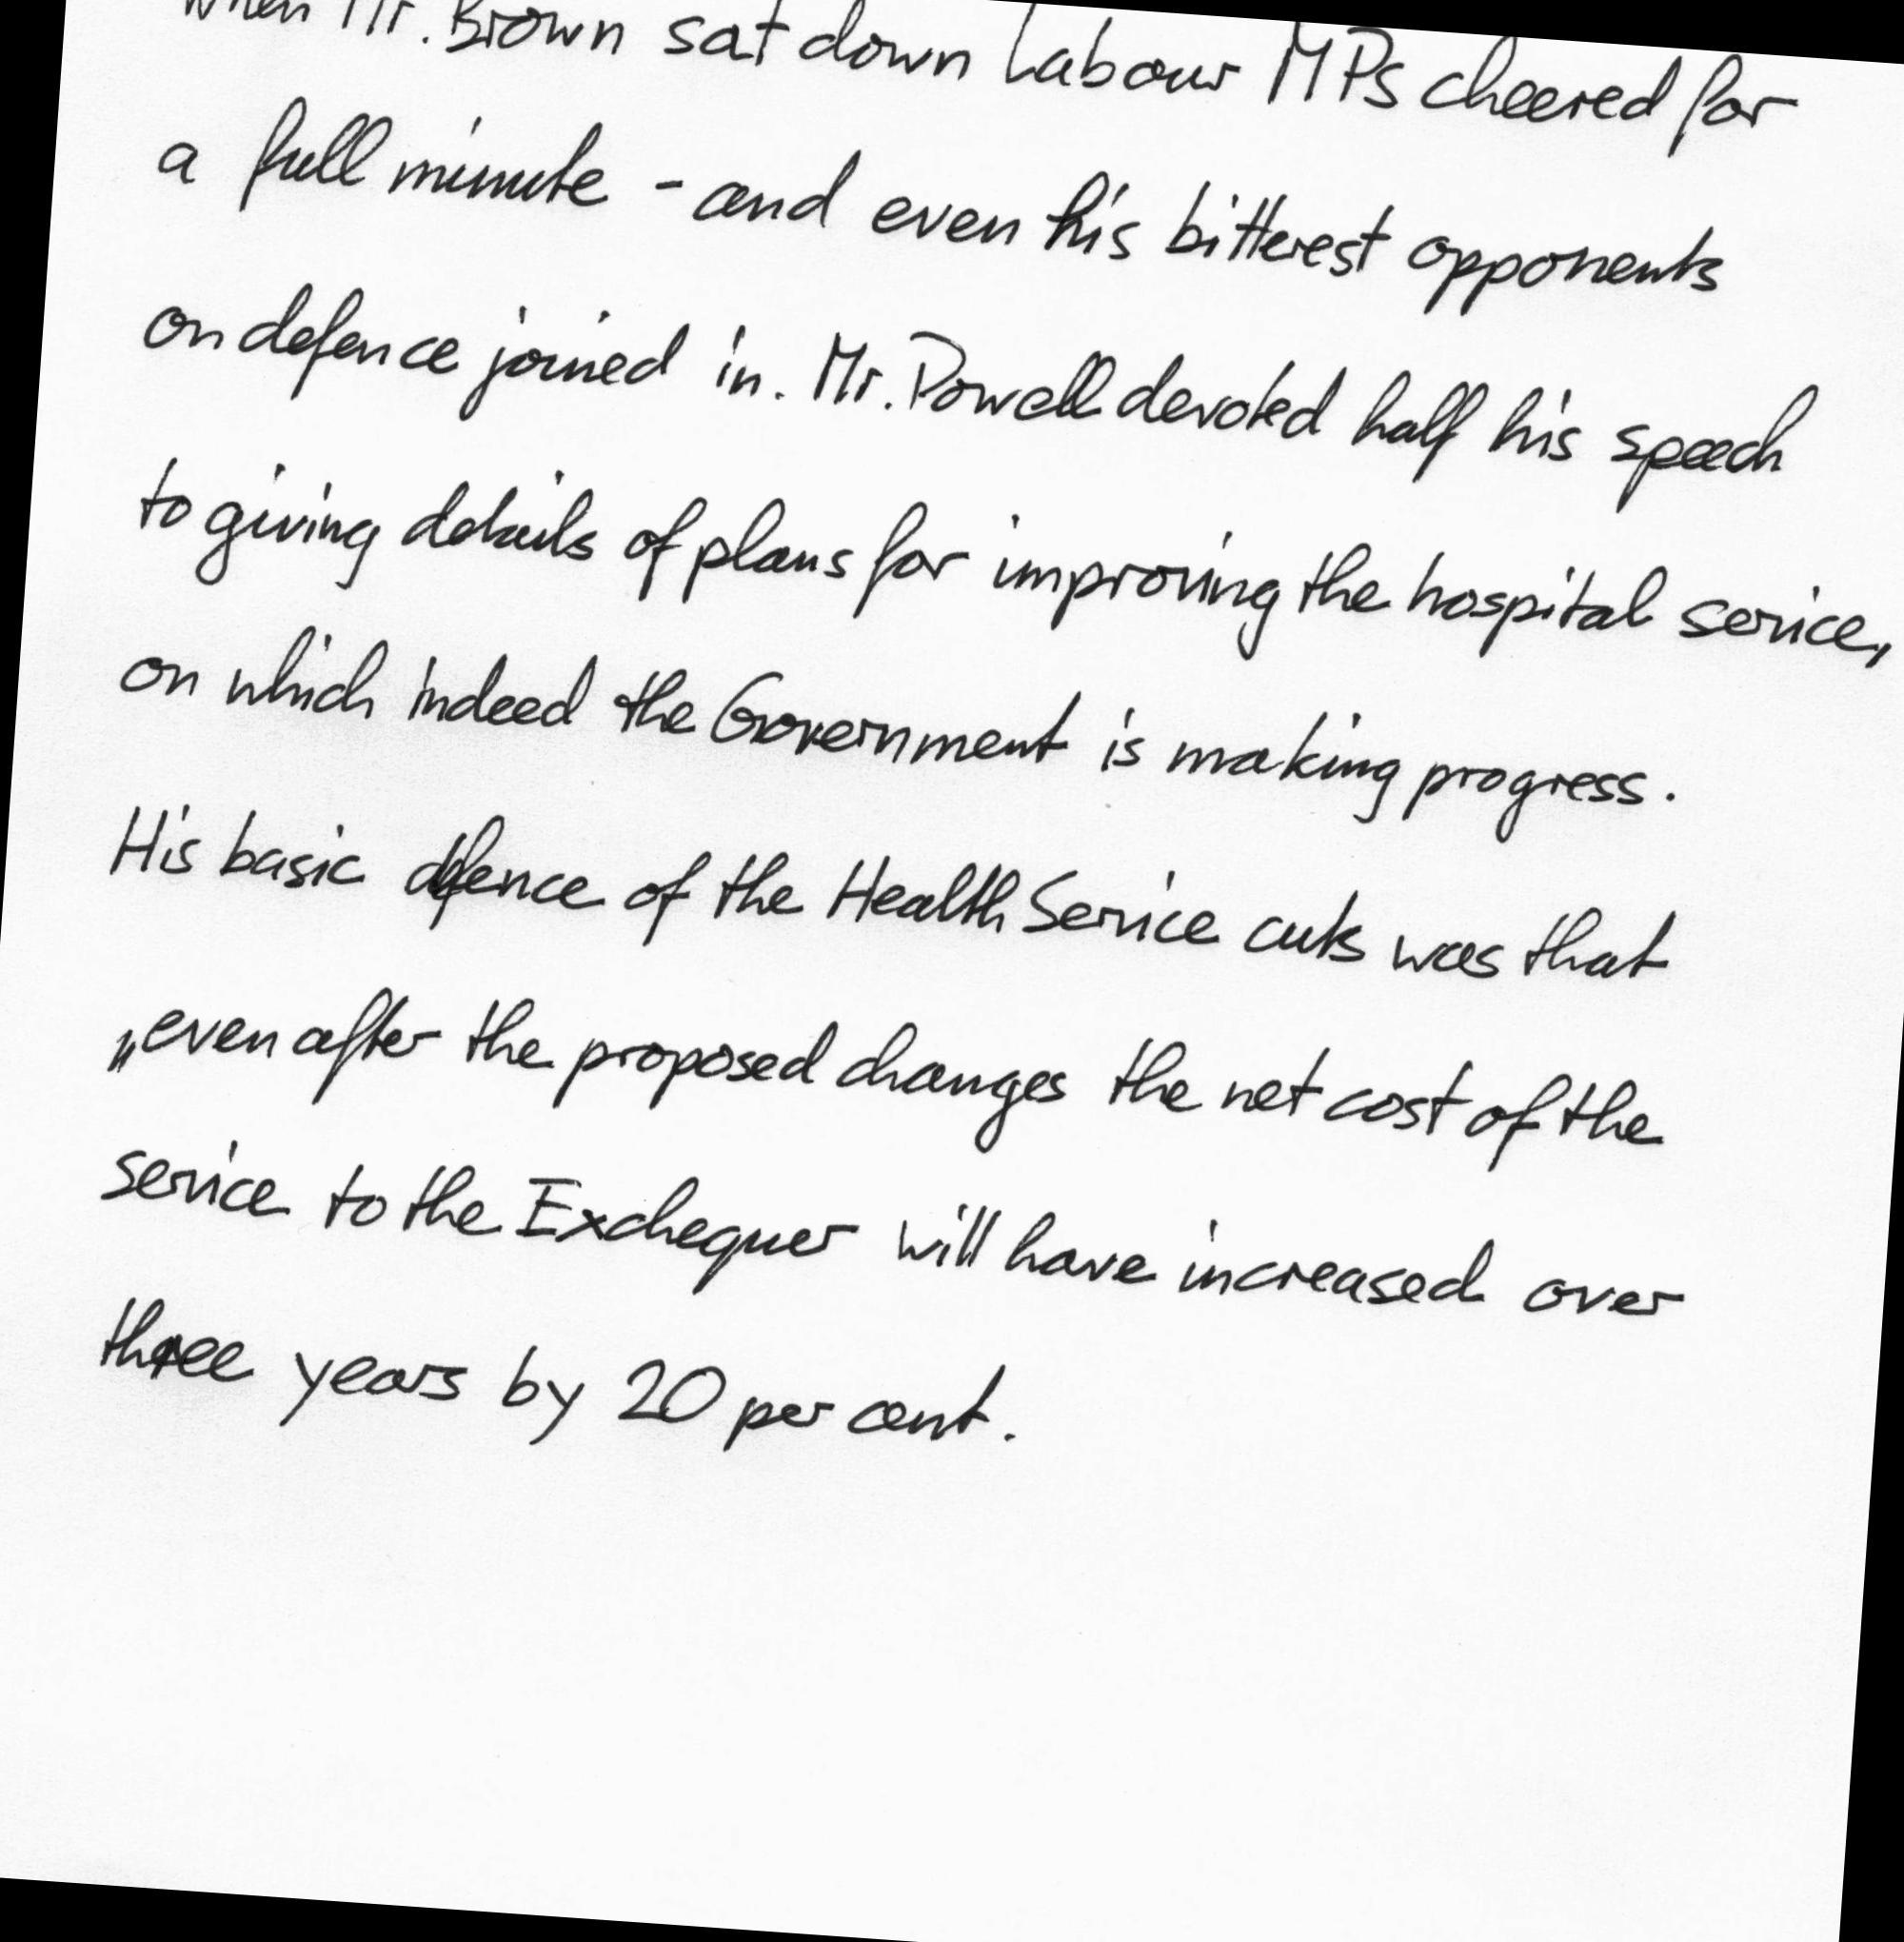 When Mr. Brown sat down Labour MPs cheered for
a full minute - and even his bitterest opponents
on defence joined in. Mr. Powell devoted half his speech
to giving details of plans for improving the hospital service,
on which indeed the Government is making progress.
His basic defence of the Health Service cuts was that
„even after the proposed changes the net cost of the
service to the Exchequer will have increased over
three years by 20 per cent.